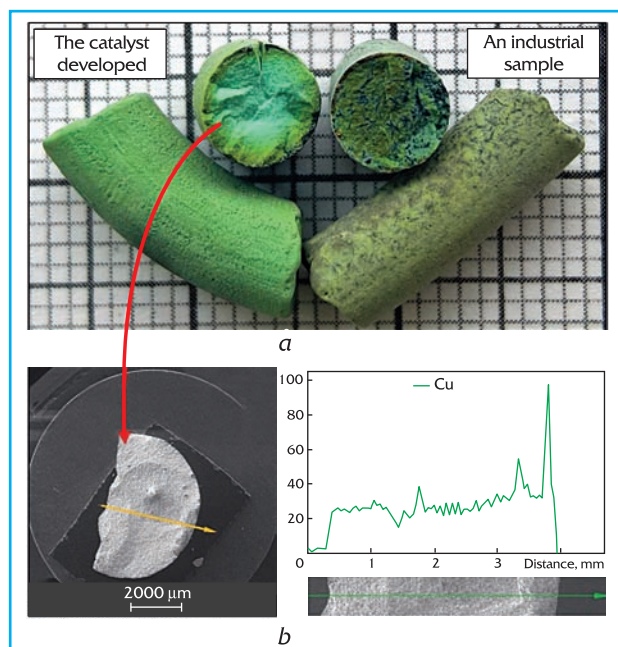 The catalyst
developed
An industrial
sample
a
100
80
60
40
20
0
Cu
1
2
3
Distance, mm
2000 μm
b